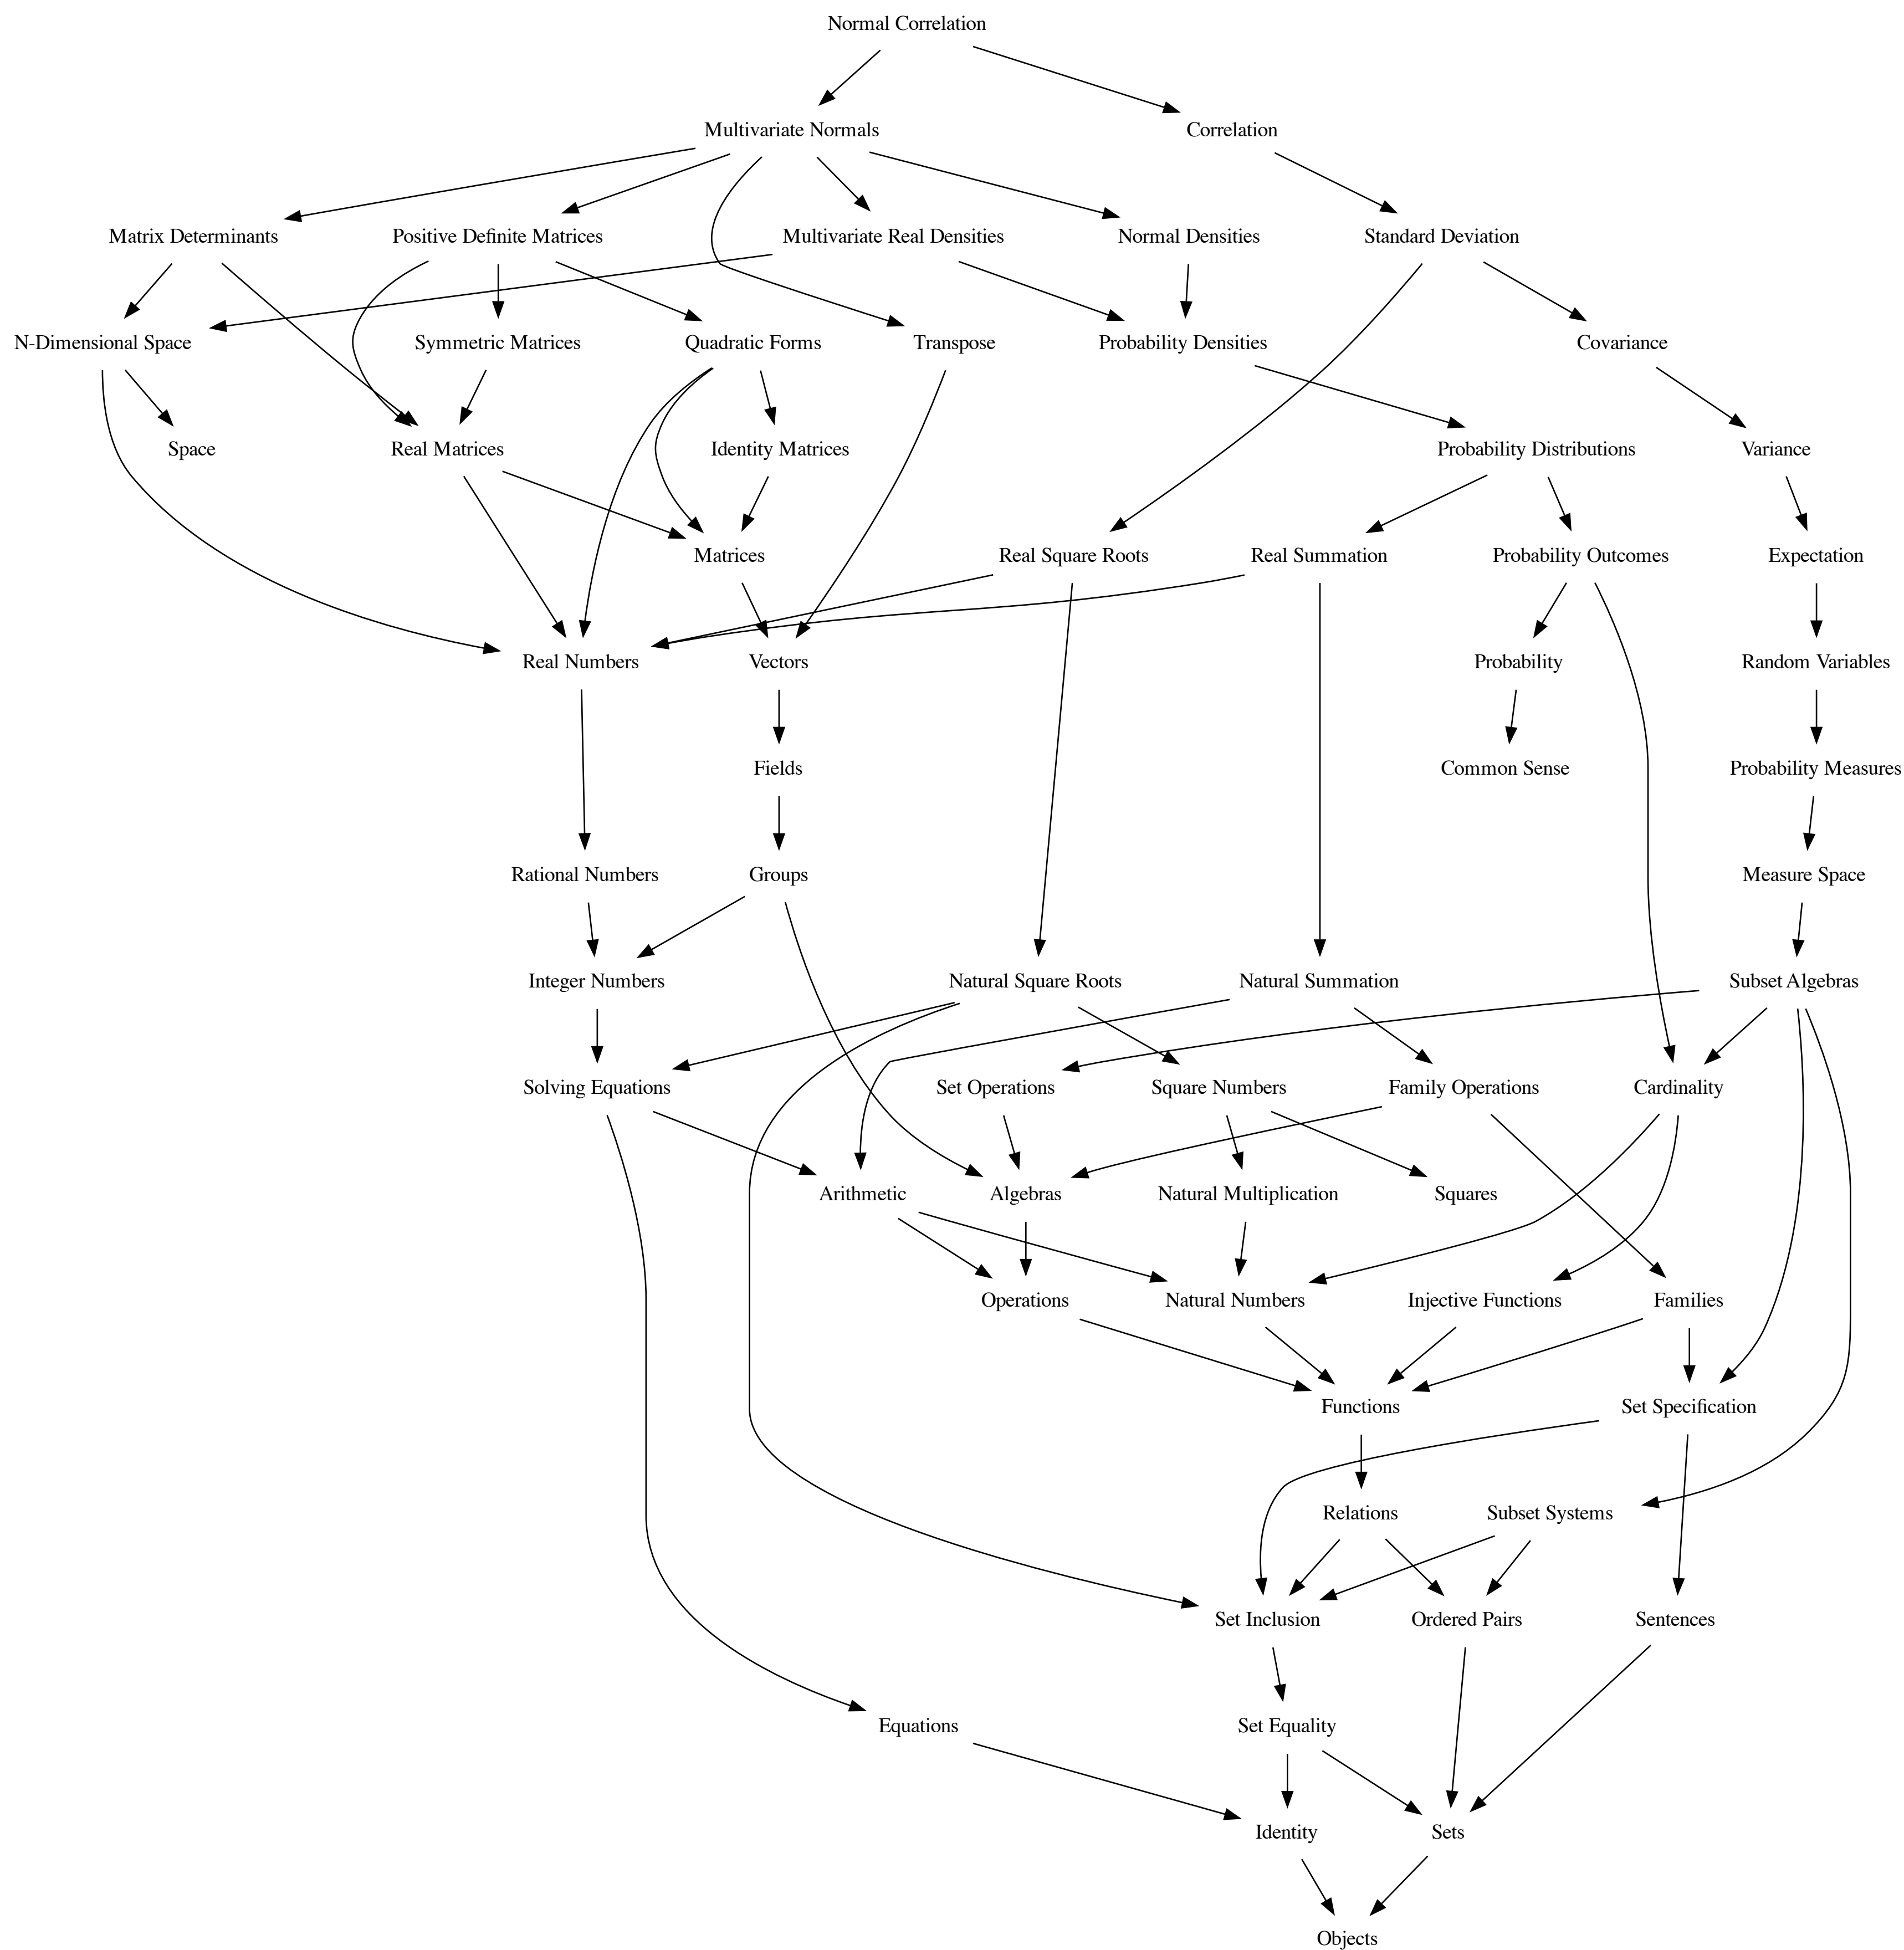 Normal Correlation
Multivariate Normals
Correlation
Matrix Determinants
Positive Definite Matrices
Multivariate Real Densities
Normal Densities
Standard Deviation
N-Dimensional Space
Symmetric Matrices
Quadratic Forms
Transpose
Probability Densities
Covariance
Space
Real Matrices
Identity Matrices
Probability Distributions
Variance
Matrices
Real Square Roots
Real Summation
Probability Outcomes
Expectation
Real Numbers
Vectors
Probability
Random Variables
Fields
Common Sense
Probability Measures
Rational Numbers
Groups
Measure Space
Integer Numbers
Natural Square Roots
Natural Summation
Subset Algebras
Solving Equations
Set Operations
Square Numbers
Family Operations
Cardinality
Arithmetic
Algebras
Natural Multiplication
Squares
Operations
Natural Numbers
Injective Functions
Families
Functions
Set Specification
Relations
Subset Systems
Set Inclusion
Ordered Pairs
Sentences
Equations
Set Equality
Identity
Sets
Objects